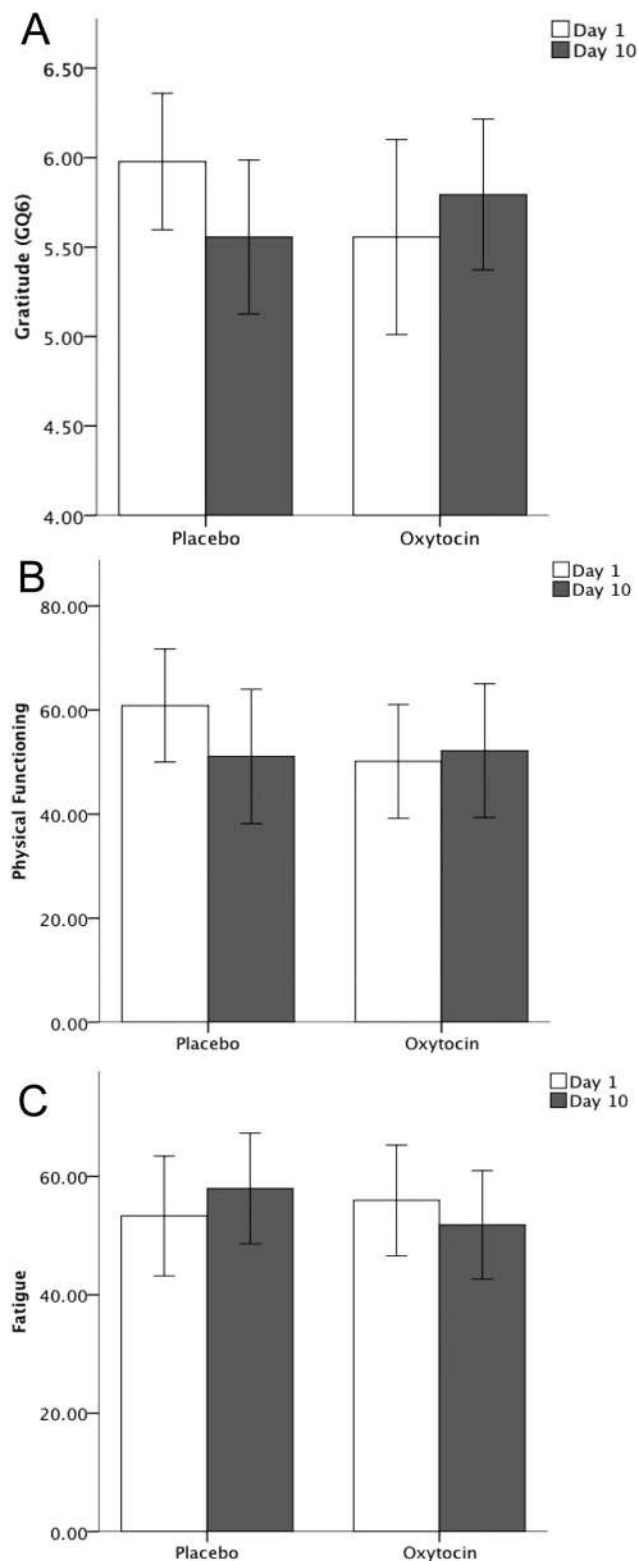 A
Day 1
Day 10
6.50
6.00
5.50
5.00
4.50
4.00
Gratitude (GQ6)
Placebo
Oxytocin
B
Day 1
Day 10
80.00
60.00
40.00
20.00
0.00
Physical Functioning
Placebo
Oxytocin
C
Day 1
Day 10
60.00
40.00
20.00
0.00
Fatigue
Placebo
Oxytocin